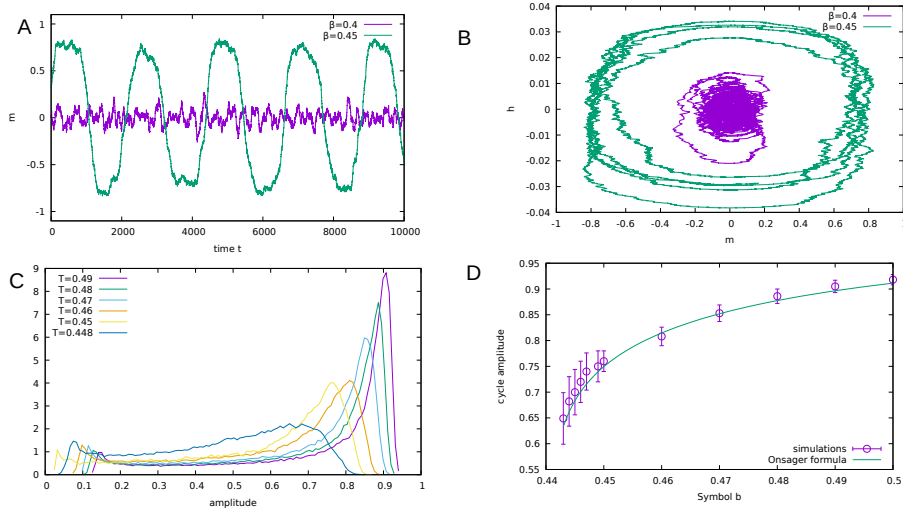 A
β=0.4
β=0.45
1
0.5
0
-0.5
-1
m
0 2000 4000 6000 8000 10000
time t
B
β=0.4
β=0.45
0.04
0.03
0.02
0.01
0
-0.01
-0.02
-0.03
-0.04
h
-1 -0.8 -0.6 -0.4 -0.2 0 0.2 0.4 0.6 0.8 1
m
C
T=0.49
T=0.48
T=0.47
T=0.46
T=0.45
T=0.448
9
8
7
6
5
4
3
2
1
0
0 0.1 0.2 0.3 0.4 0.5 0.6 0.7 0.8 0.9 1
amplitude
D
0.95
0.9
0.85
0.8
0.75
0.7
0.65
0.6
0.55
cycle amplitude
simulations
Onsager formula
0.44 0.45 0.46 0.47 0.48 0.49 0.5
Symbol b